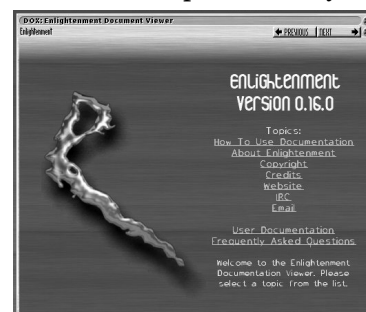 DOX: Enlightenment Document Viewer
Enlightenment
PREVIOUS NEXT
Enlightenment
Version 0.16.0
Topics:
How To Use Documentation
About Enlightenment
Copyright
Credits
Website
IRC
Email
User Documentation
Frequently Asked Questions
Welcome to the Enlightenment
Documentation Viewer. Please
select a topic from the list.